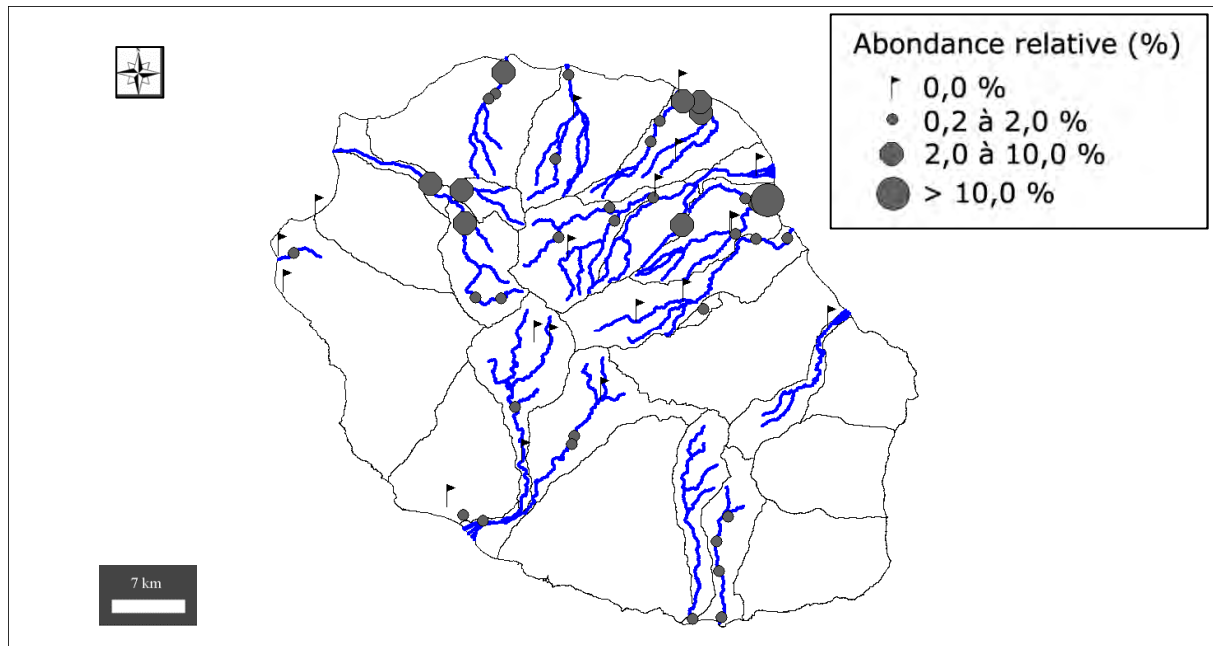 Abondance relative (%)
0,0 %
0,2 à 2,0 %
2,0 à 10,0 %
> 10,0 %
7 km